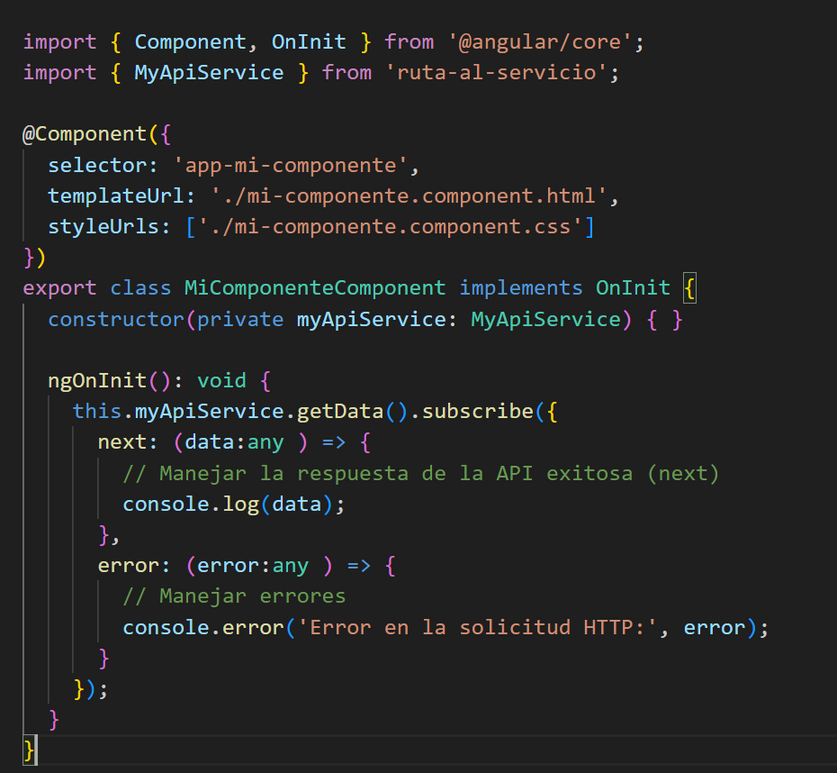 import { Component, OnInit } from '@angular/core';
import { MyApiService } from 'ruta-al-servicio';

@Component({
  selector: 'app-mi-componente',
  templateUrl: './mi-componente.component.html',
  styleUrls: ['./mi-componente.component.css']
})
export class MiComponenteComponent implements OnInit {
  constructor(private myApiService: MyApiService) { }

  ngOnInit(): void {
    this.myApiService.getData().subscribe({
      next: (data:any ) => {
        // Manejar la respuesta de la API exitosa (next)
        console.log(data);
      },
      error: (error:any ) => {
        // Manejar errores
        console.error('Error en la solicitud HTTP:', error);
      }
    });
  }
}